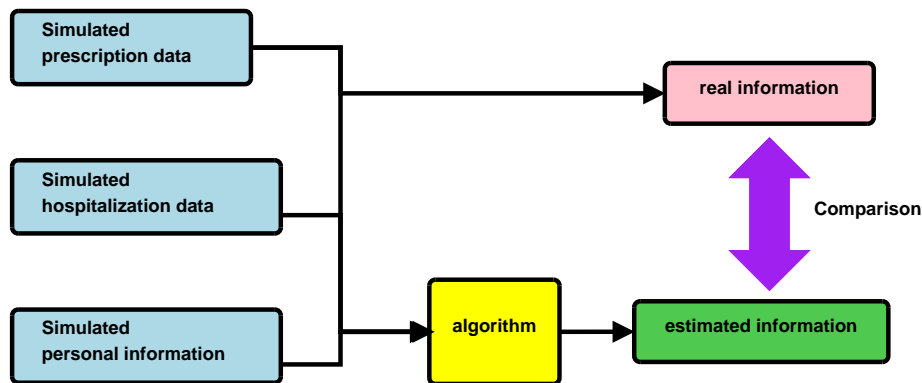 Simulated
prescription data
real information
Simulated
hospitalization data
Comparison
Simulated
personal information
algorithm
estimated information